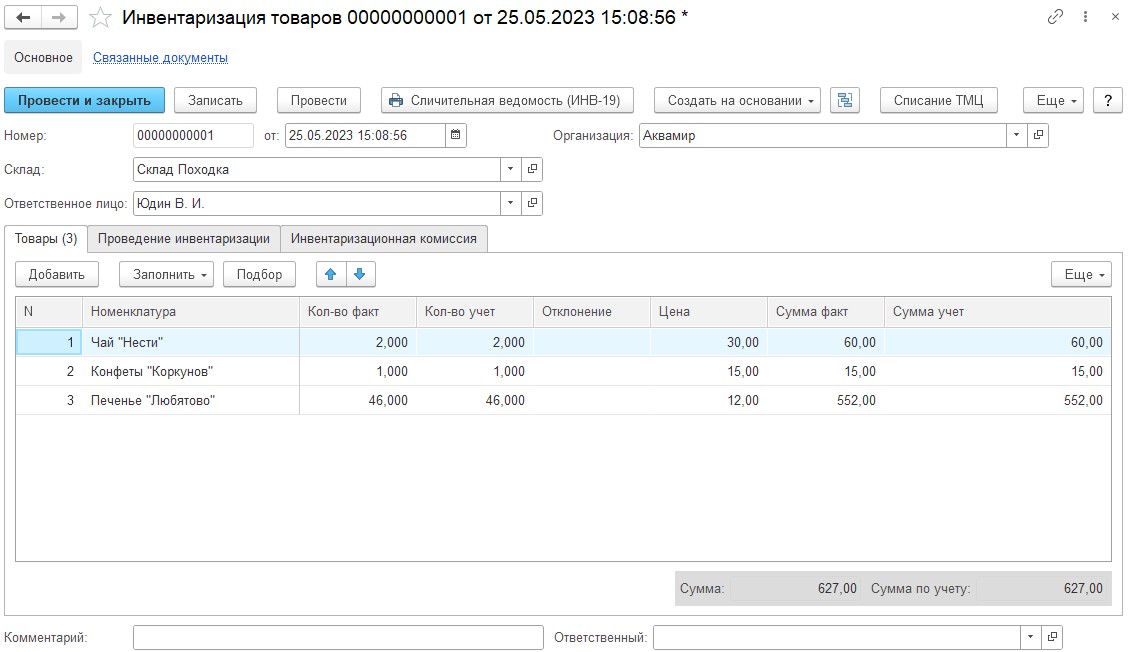 Инвентаризация товаров 00000000001 от 25.05.2023 15:08:56 *
Основное Связанные документы
Провести и закрыть Записать Провести Сличительная ведомость (ИНВ-19) Создать на основании Списание ТМЦ Еще ?
Номер: 00000000001 от: 25.05.2023 15:08:56 Организация: Аквамир
Склад: Склад Походка
Ответственное лицо: Юдин В. И.
Товары (3) Проведение инвентаризации Инвентаризационная комиссия
Добавить Заполнить Подбор Еще
N Номенклатура Кол-во факт Кол-во учет Отклонение Цена Сумма факт Сумма учет
1 Чай "Нести" 2,000 2,000 30,00 60,00 60,00
2 Конфеты "Коркунов" 1,000 1,000 15,00 15,00 15,00
3 Печенье "Любятово" 46,000 46,000 12,00 552,00 552,00
Сумма: 627,00 Сумма по учету: 627,00
Комментарий: Ответственный: